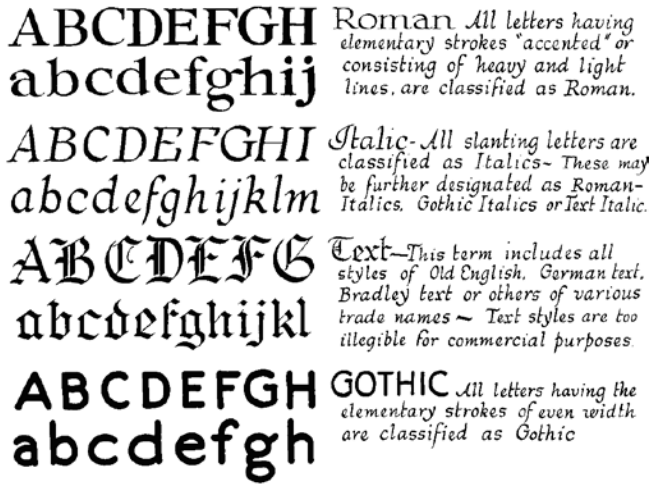 ABCDEFGH
abcdefghij
Roman All letters having
elementary strokes "accented" or
consisting of heavy and light
lines, are classified as Roman.
ABCDEFGHI
abcdefghijklm
Italic- All slanting letters are
classified as Italics~ These may
be further designated as Roman-
Italics, Gothic Italics or Text Italic.
ABCDEFG
abcdefghijkl
Text—This term includes all
styles of Old English, German text,
Bradley text or others of various
trade names ~ Text styles are too
illegible for commercial purposes.
ABCDEFGH
abcdefgh
GOTHIC All letters having the
elementary strokes of even width
are classified as Gothic